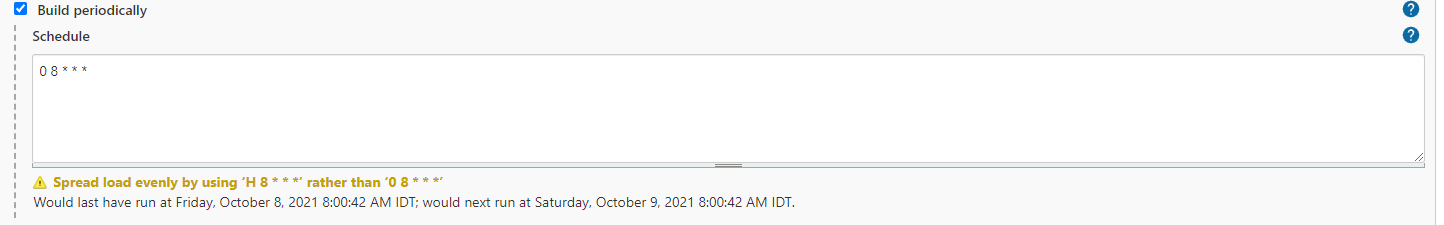 Build periodically
?
Schedule
?
0 8 * * *
Spread load evenly by using ‘H 8 * * *’ rather than ‘0 8 * * *’
Would last have run at Friday, October 8, 2021 8:00:42 AM IDT; would next run at Saturday, October 9, 2021 8:00:42 AM IDT.